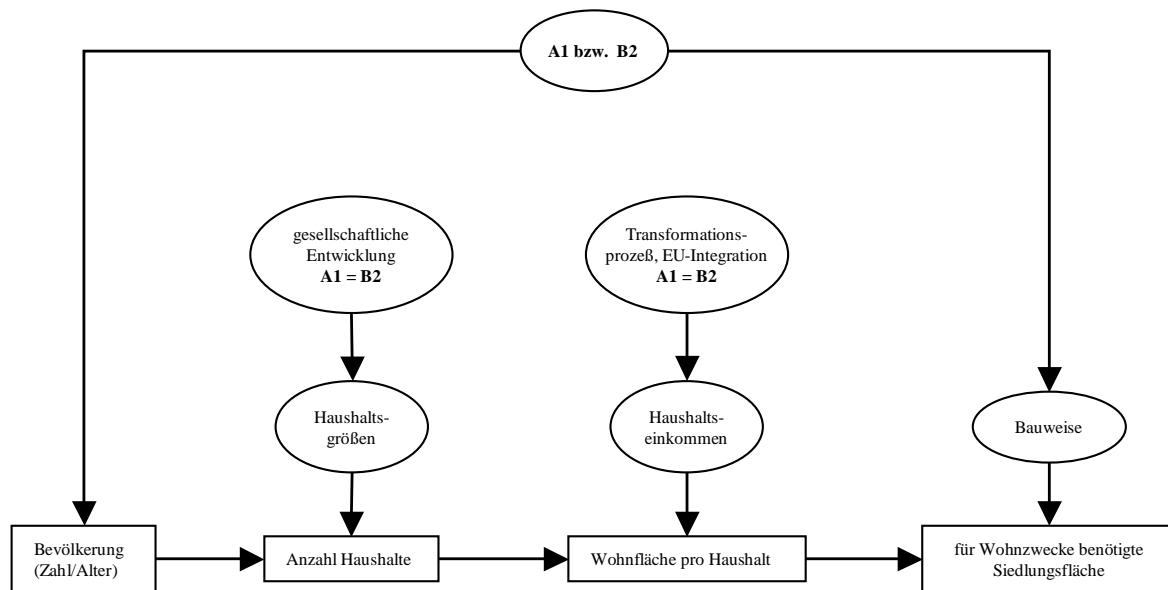 A1 bzw. B2
gesellschaftliche
Entwicklung
A1 = B2
Transformations-
prozeß, EU-Integration
A1 = B2
Haushalts-
größen
Haushalts-
einkommen
Bauweise
Bevölkerung
(Zahl/Alter)
Anzahl Haushalte
Wohnfläche pro Haushalt
für Wohnzwecke benötigte
Siedlungsfläche